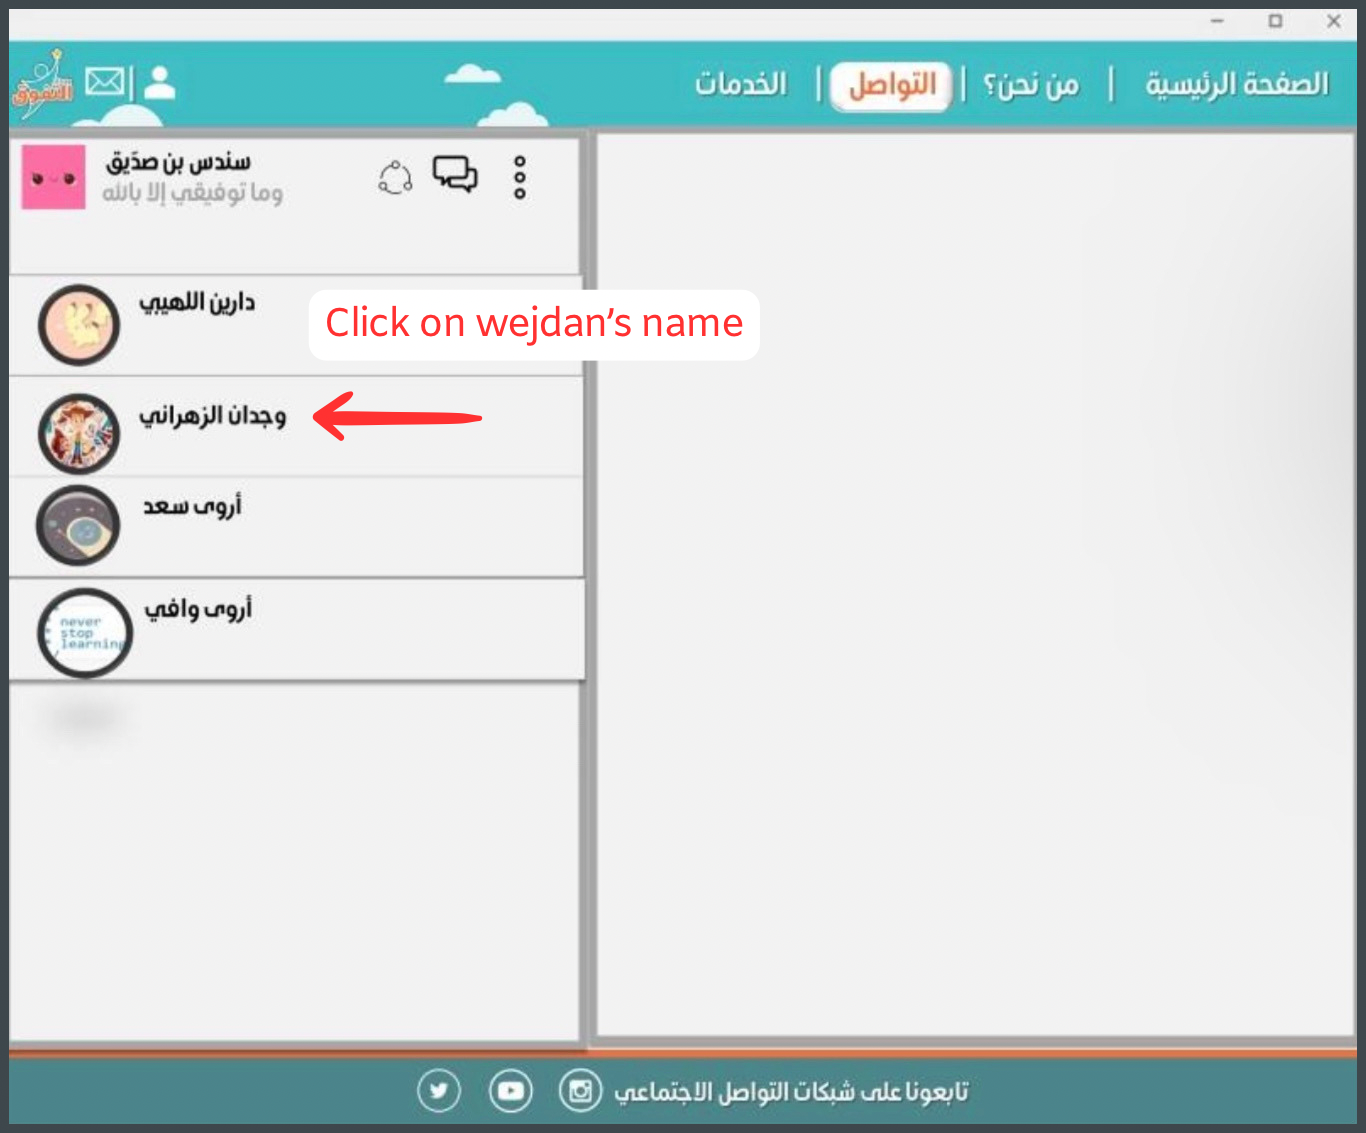 الصفحة الرئيسية | من نحن؟ | التواصل | الخدمات
التفوق
سندس بن صدّيق
وما توفيقي إلا بالله
دارين اللهيبي
Click on wejdan's name
وجدان الزهراني
أروى سعد
أروى وافي
never
stop
learning
تابعونا على شبكات التواصل الاجتماعي